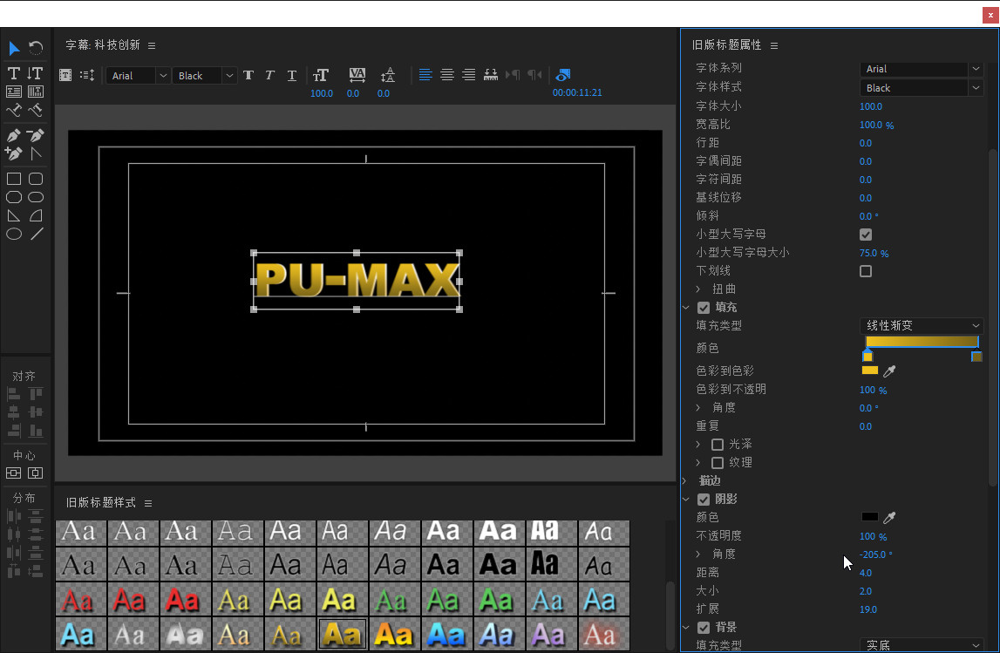 x
字幕: 科技创新
Arial
Black
100.0
0.0
0.0
00:00:11:21
PU-MAX
对齐
中心
分布
旧版标题样式
Aa Aa Aa Aa Aa Aa Aa Aa Aa Aa Aa
Aa Aa Aa Aa Aa Aa Aa Aa Aa Aa Aa
Aa Aa Aa Aa Aa Aa Aa Aa Aa Aa Aa
Aa Aa Aa Aa Aa Aa Aa Aa Aa Aa Aa
旧版标题属性
字体系列 Arial
字体样式 Black
字体大小 100.0
宽高比 100.0 %
行距 0.0
字偶间距 0.0
字符间距 0.0
基线位移 0.0
倾斜 0.0 °
小型大写字母
小型大写字母大小 75.0 %
下划线
扭曲
填充
填充类型 线性渐变
颜色
色彩到色彩
色彩到不透明 100 %
角度 0.0 °
重复 0.0
光泽
纹理
描边
阴影
颜色
不透明度 100 %
角度 -205.0 °
距离 4.0
大小 2.0
扩展 19.0
背景
填充类型 实底